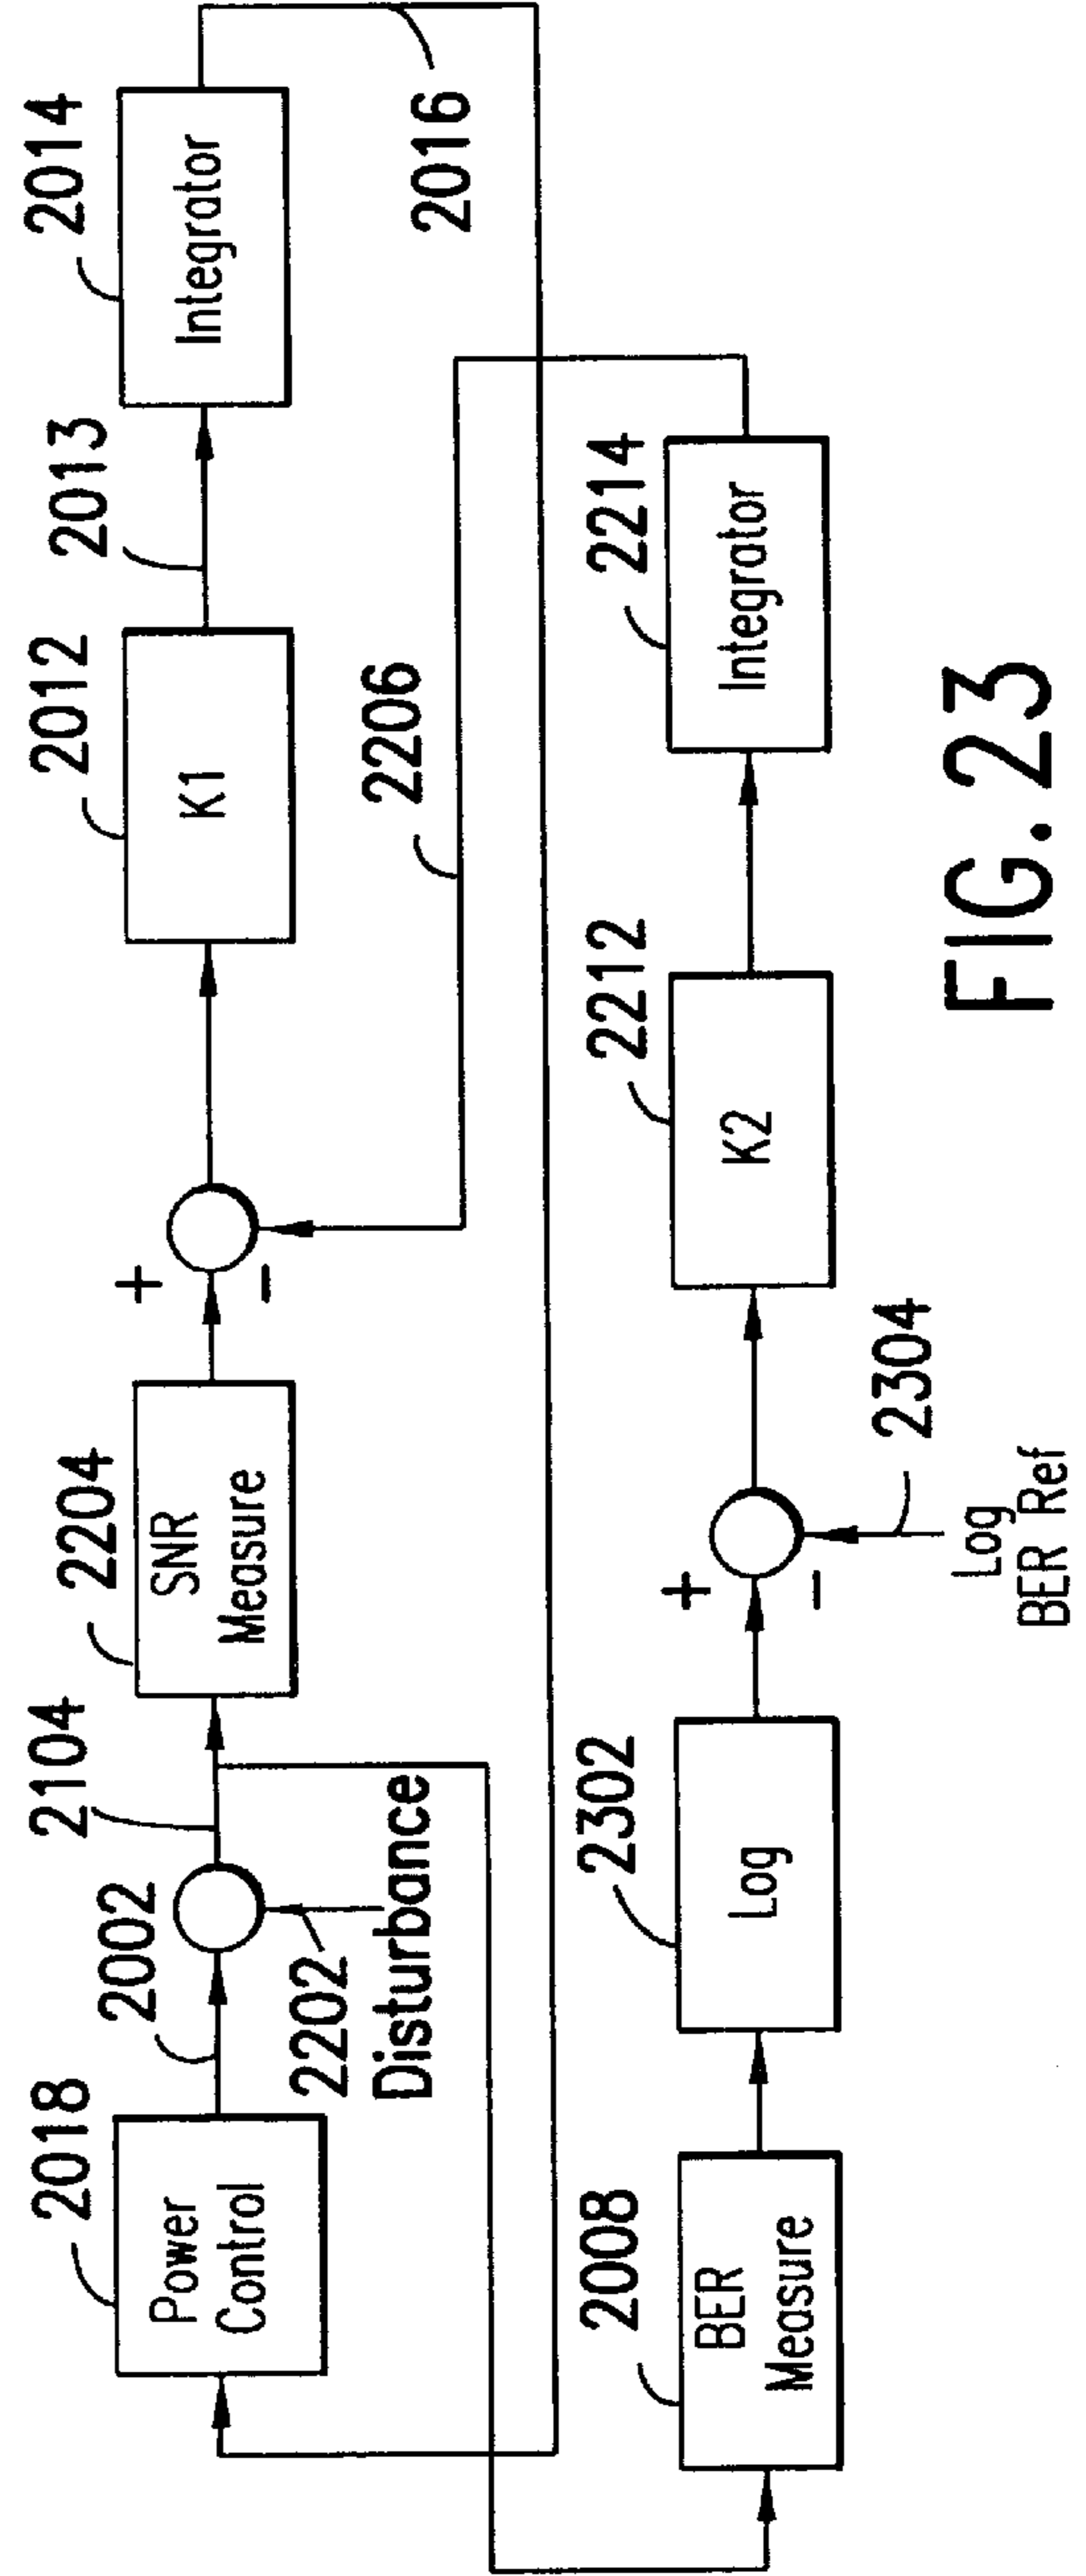 2018
Power
Control
2002
2202
Disturbance
2104
2204
SNR
Measure
+
-
2012
K1
2013
2014
Integrator
2016
2206
2008
BER
Measure
2302
Log
+
-
2304
Log
BER Ref
2212
K2
2214
Integrator
FIG. 23